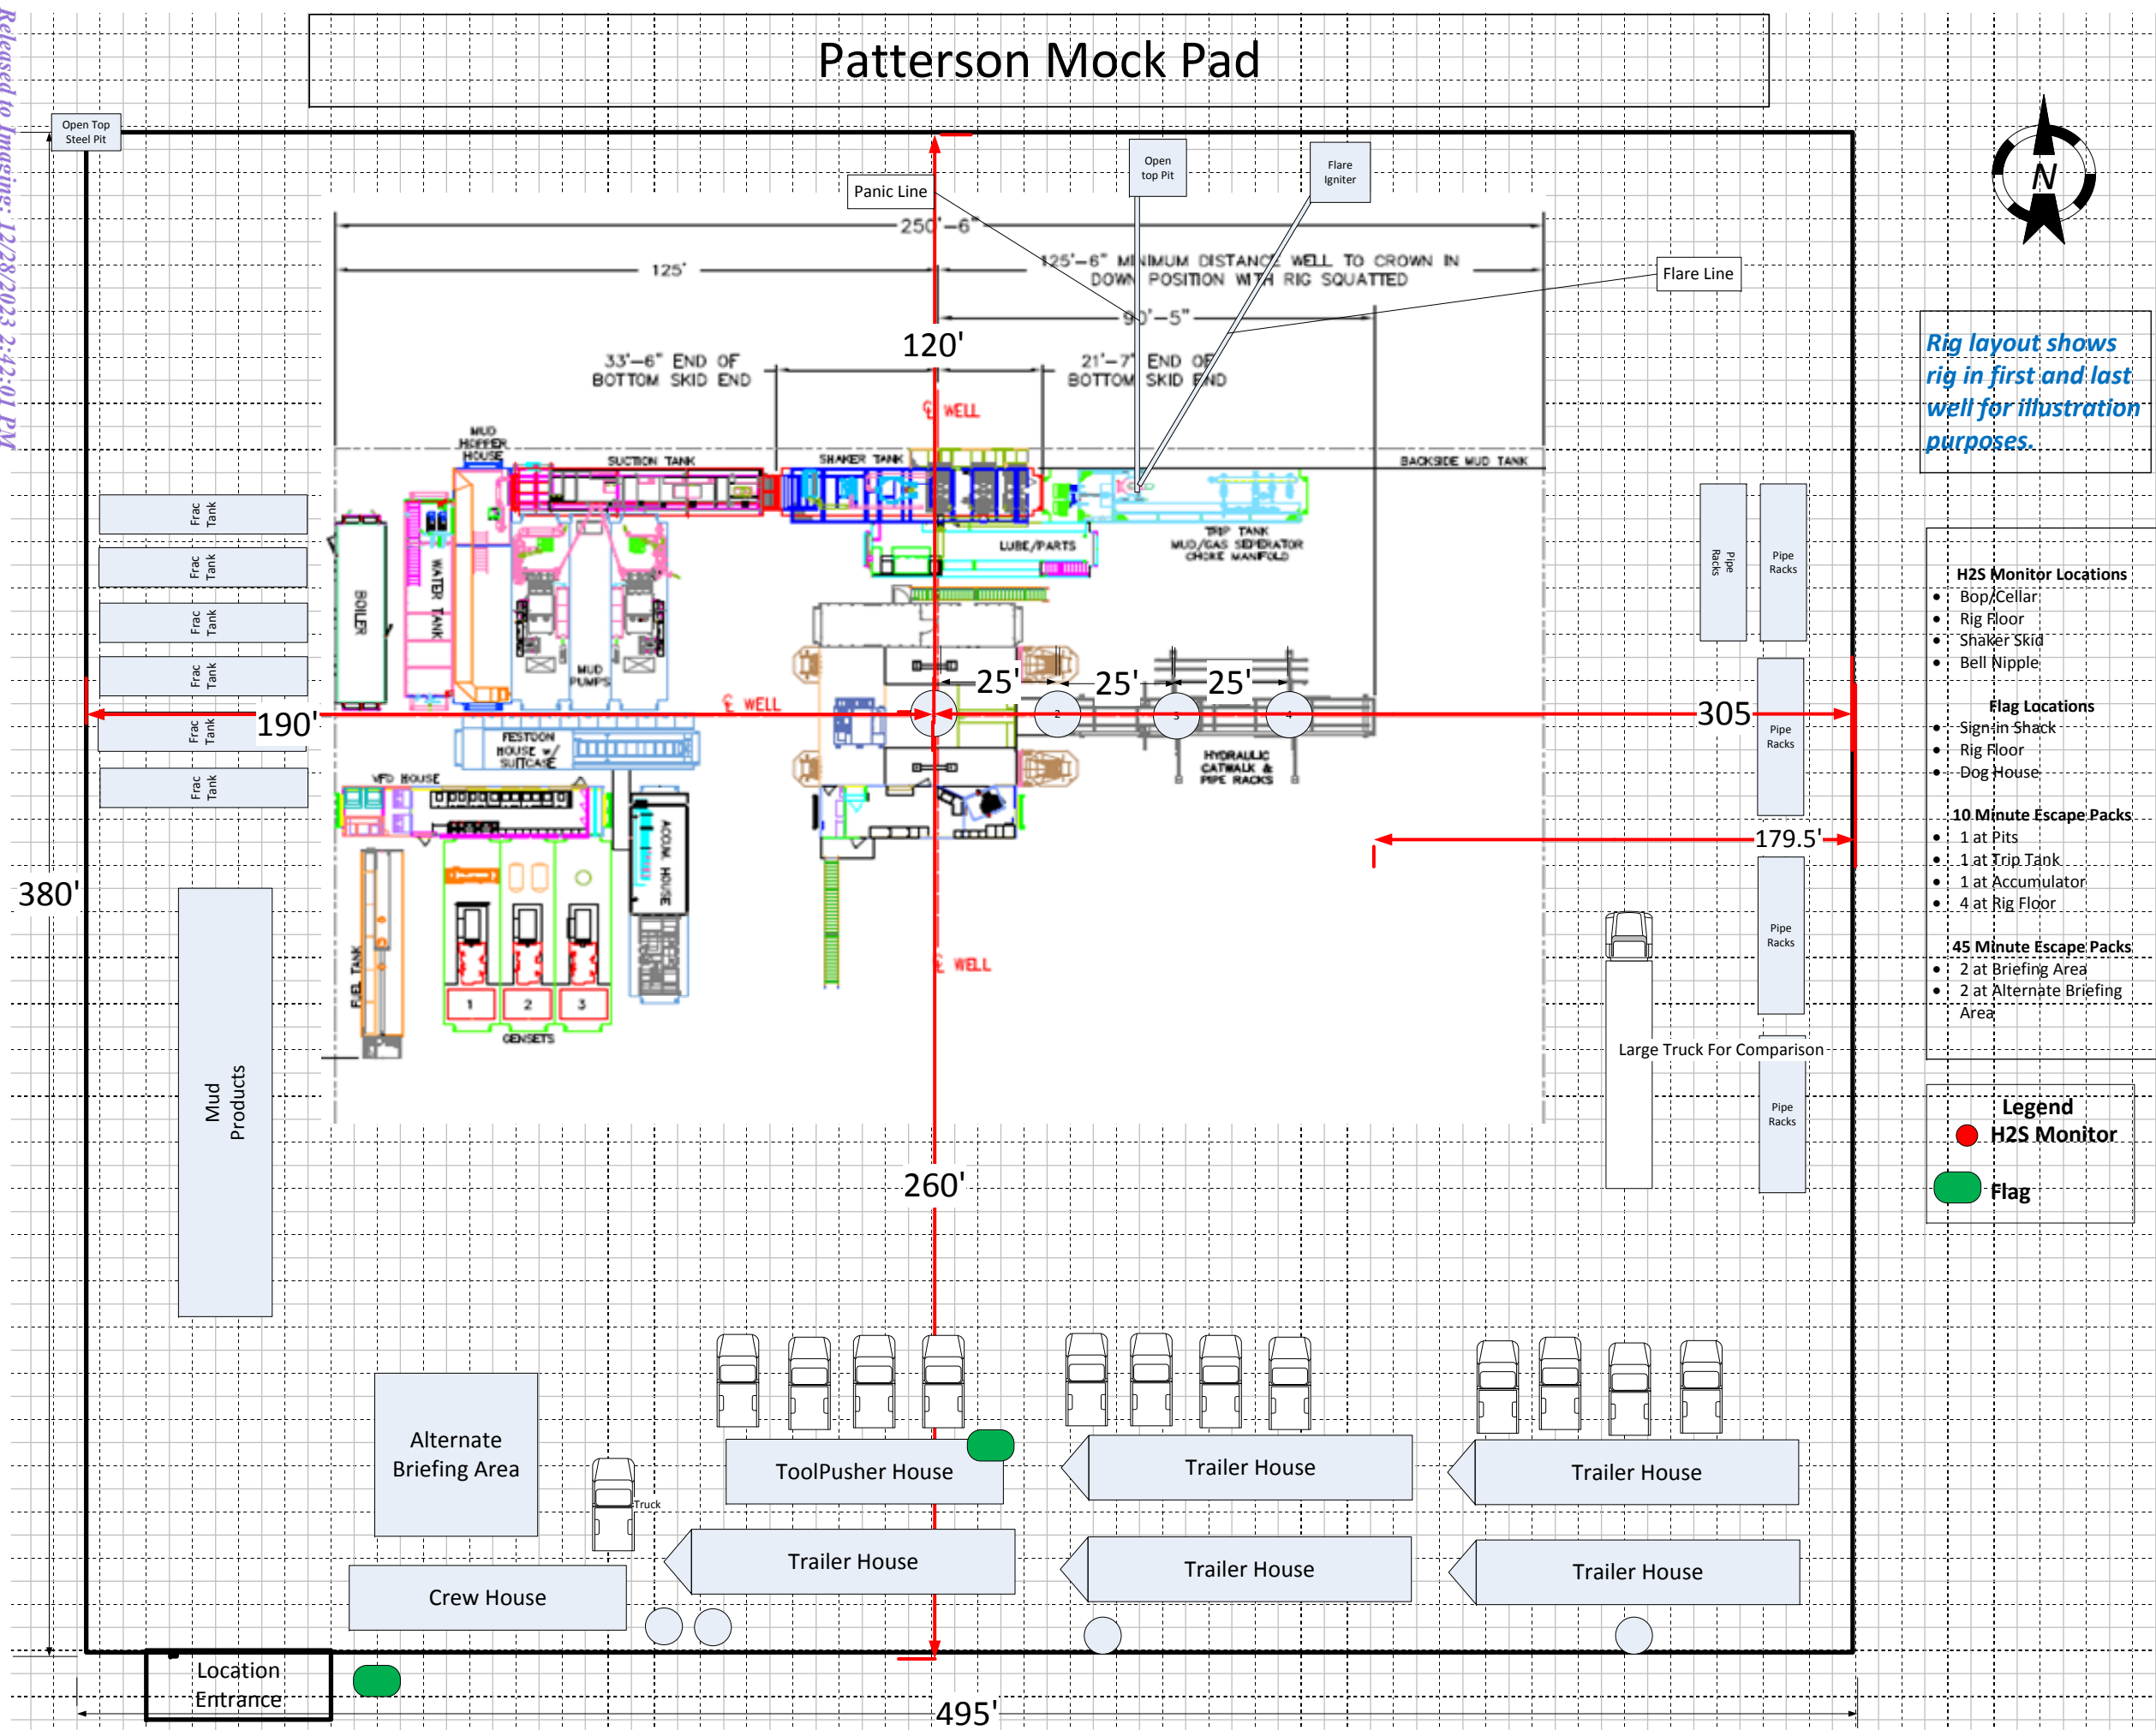 Released to Imaging: 12/28/2023 2:42:01 PM
Patterson Mock Pad
Open Top
Steel Pit
Open
top Pit
Flare
Igniter
N
Panic Line
250'-6"
125'
125'-6" MINIMUM DISTANCE WELL TO CROWN IN
DOWN POSITION WITH RIG SQUATTED
Flare Line
90'-5"
120'
33'-6" END OF
BOTTOM SKID END
21'-7" END OF
BOTTOM SKID END
Rig layout shows
rig in first and last
well for illustration
purposes.
℄ WELL
MUD
HOPPER
HOUSE
SUCTION TANK
SHAKER TANK
BACKSIDE MUD TANK
Frac
Tank
Frac
Tank
Frac
Tank
Frac
Tank
Frac
Tank
Frac
Tank
BOILER
WATER TANK
MUD
PUMPS
LUBE/PARTS
TRIP TANK
MUD/GAS SEPERATOR
CHOKE MANIFOLD
Pipe
Racks
Pipe
Racks
Pipe
Racks
Pipe
Racks
Pipe
Racks
H2S Monitor Locations
• Bop/Cellar
• Rig Floor
• Shaker Skid
• Bell Nipple
Flag Locations
• Sign-in Shack
• Rig Floor
• Dog House
10 Minute Escape Packs
• 1 at Pits
• 1 at Trip Tank
• 1 at Accumulator
• 4 at Rig Floor
45 Minute Escape Packs
• 2 at Briefing Area
• 2 at Alternate Briefing
Area
25'
25'
25'
190'
℄ WELL
2
3
4
305
FESTOON
HOUSE w/
SUITCASE
HYDRAULIC
CATWALK &
PIPE RACKS
VFD HOUSE
ACCUM. HOUSE
179.5'
380'
FUEL TANK
1
2
3
GENSETS
℄ WELL
Mud
Products
Large Truck For Comparison
Legend
H2S Monitor
Flag
260'
Alternate
Briefing Area
Truck
ToolPusher House
Trailer House
Trailer House
Trailer House
Trailer House
Trailer House
Crew House
Location
Entrance
495'